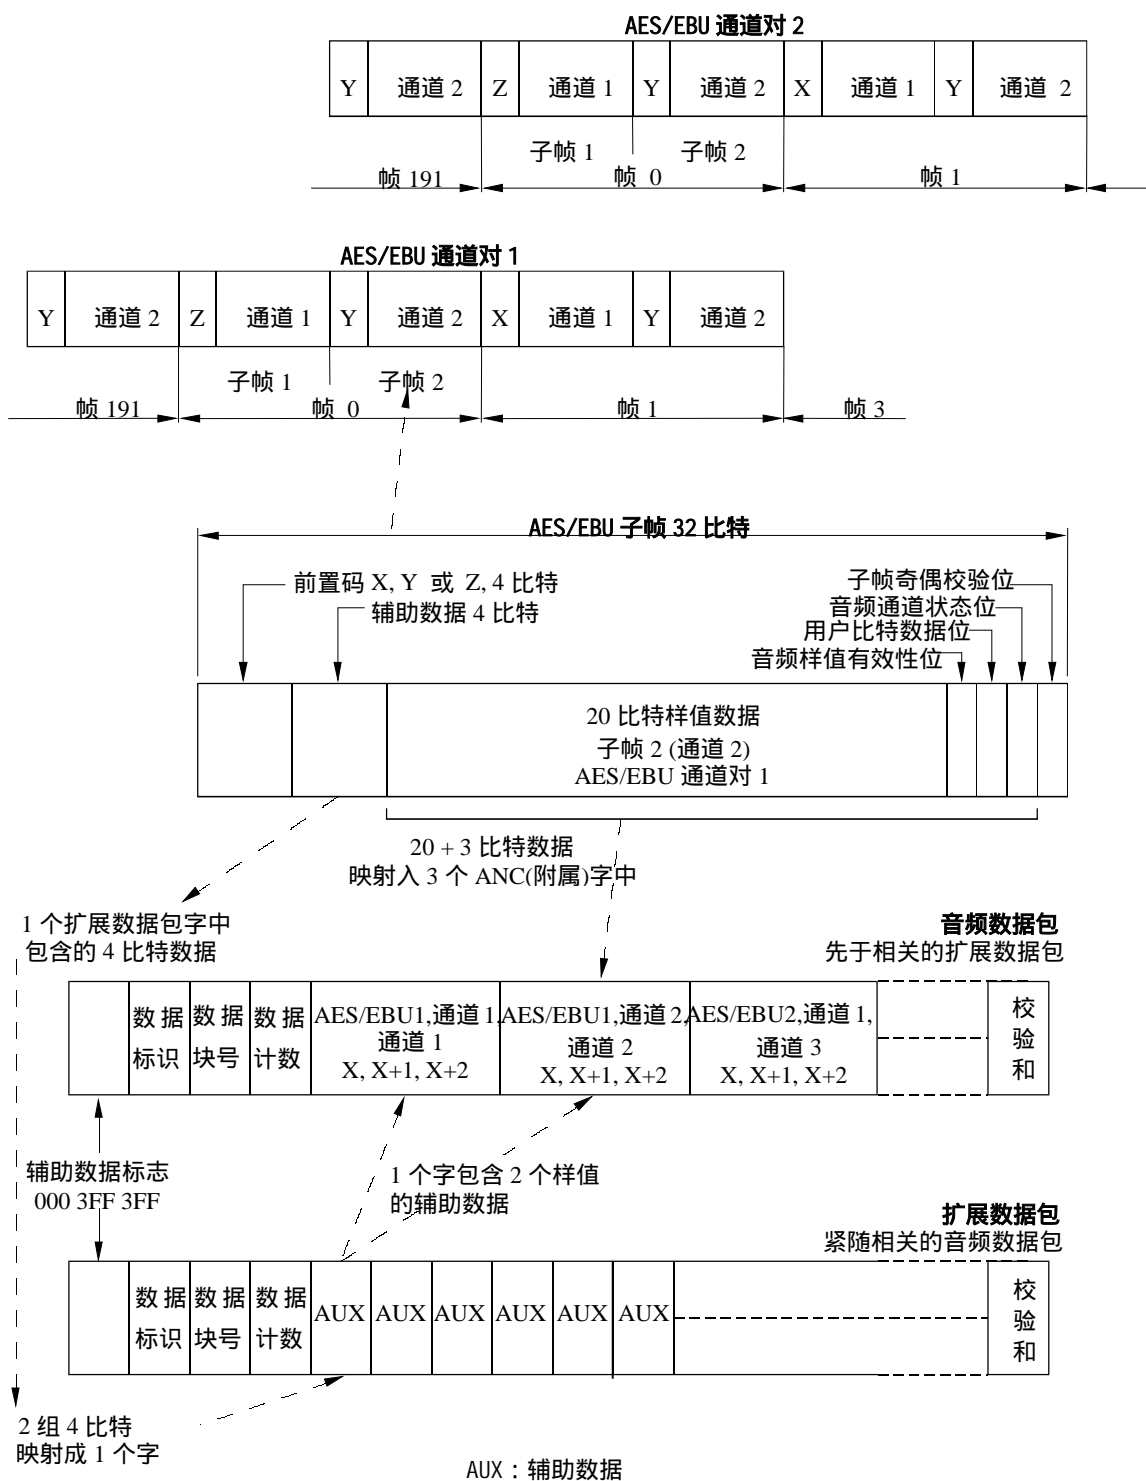 AES/EBU 通道对 2
Y 通道 2 Z 通道 1 Y 通道 2 X 通道 1 Y 通道 2
子帧 1 子帧 2
帧 191 帧 0 帧 1
AES/EBU 通道对 1
Y 通道 2 Z 通道 1 Y 通道 2 X 通道 1 Y 通道 2
子帧 1 子帧 2
帧 191 帧 0 帧 1 帧 3
AES/EBU 子帧 32 比特
前置码 X, Y 或 Z, 4 比特
辅助数据 4 比特
子帧奇偶校验位
音频通道状态位
用户比特数据位
音频样值有效性位
20 比特样值数据
子帧 2 (通道 2)
AES/EBU 通道对 1
20 + 3 比特数据
映射入 3 个 ANC(附属)字中
1 个扩展数据包字中
包含的 4 比特数据
音频数据包
先于相关的扩展数据包
数据标识
数据块号
数据计数
AES/EBU1,通道 1,
通道 1
X, X+1, X+2
AES/EBU1,通道 2,
通道 2
X, X+1, X+2
AES/EBU2,通道 1,
通道 3
X, X+1, X+2
校验和
辅助数据标志
000 3FF 3FF
1 个字包含 2 个样值
的辅助数据
扩展数据包
紧随相关的音频数据包
数据标识
数据块号
数据计数
AUX AUX AUX AUX AUX AUX
校验和
2 组 4 比特
映射成 1 个字
AUX：辅助数据